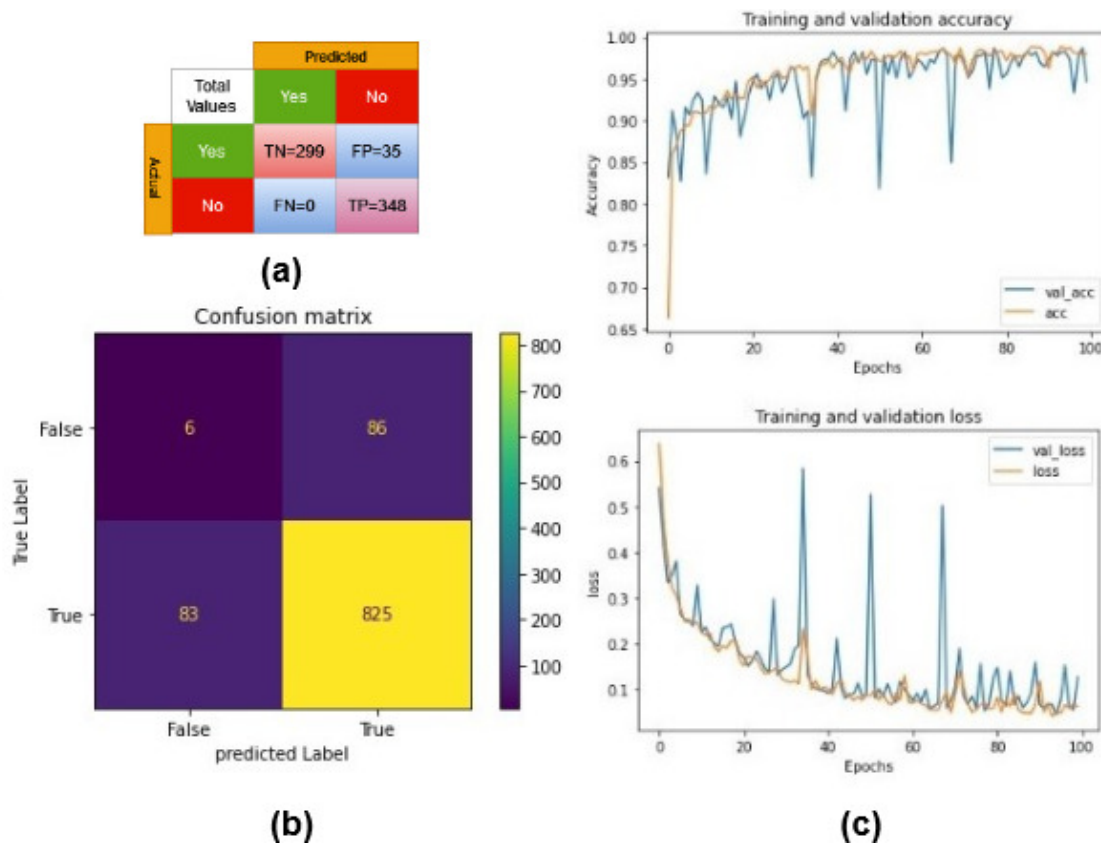 Predicted
Total
Values
Yes
No
Actual
Yes
TN=299
FP=35
No
FN=0
TP=348
(a)
Confusion matrix
True Label
False
6
86
True
83
825
False
True
predicted Label
800
700
600
500
400
300
200
100
(b)
Training and validation accuracy
Accuracy
1.00
0.95
0.90
0.85
0.80
0.75
0.70
0.65
val_acc
acc
0
20
40
60
80
100
Epochs
Training and validation loss
loss
0.6
0.5
0.4
0.3
0.2
0.1
val_loss
loss
0
20
40
60
80
100
Epochs
(c)